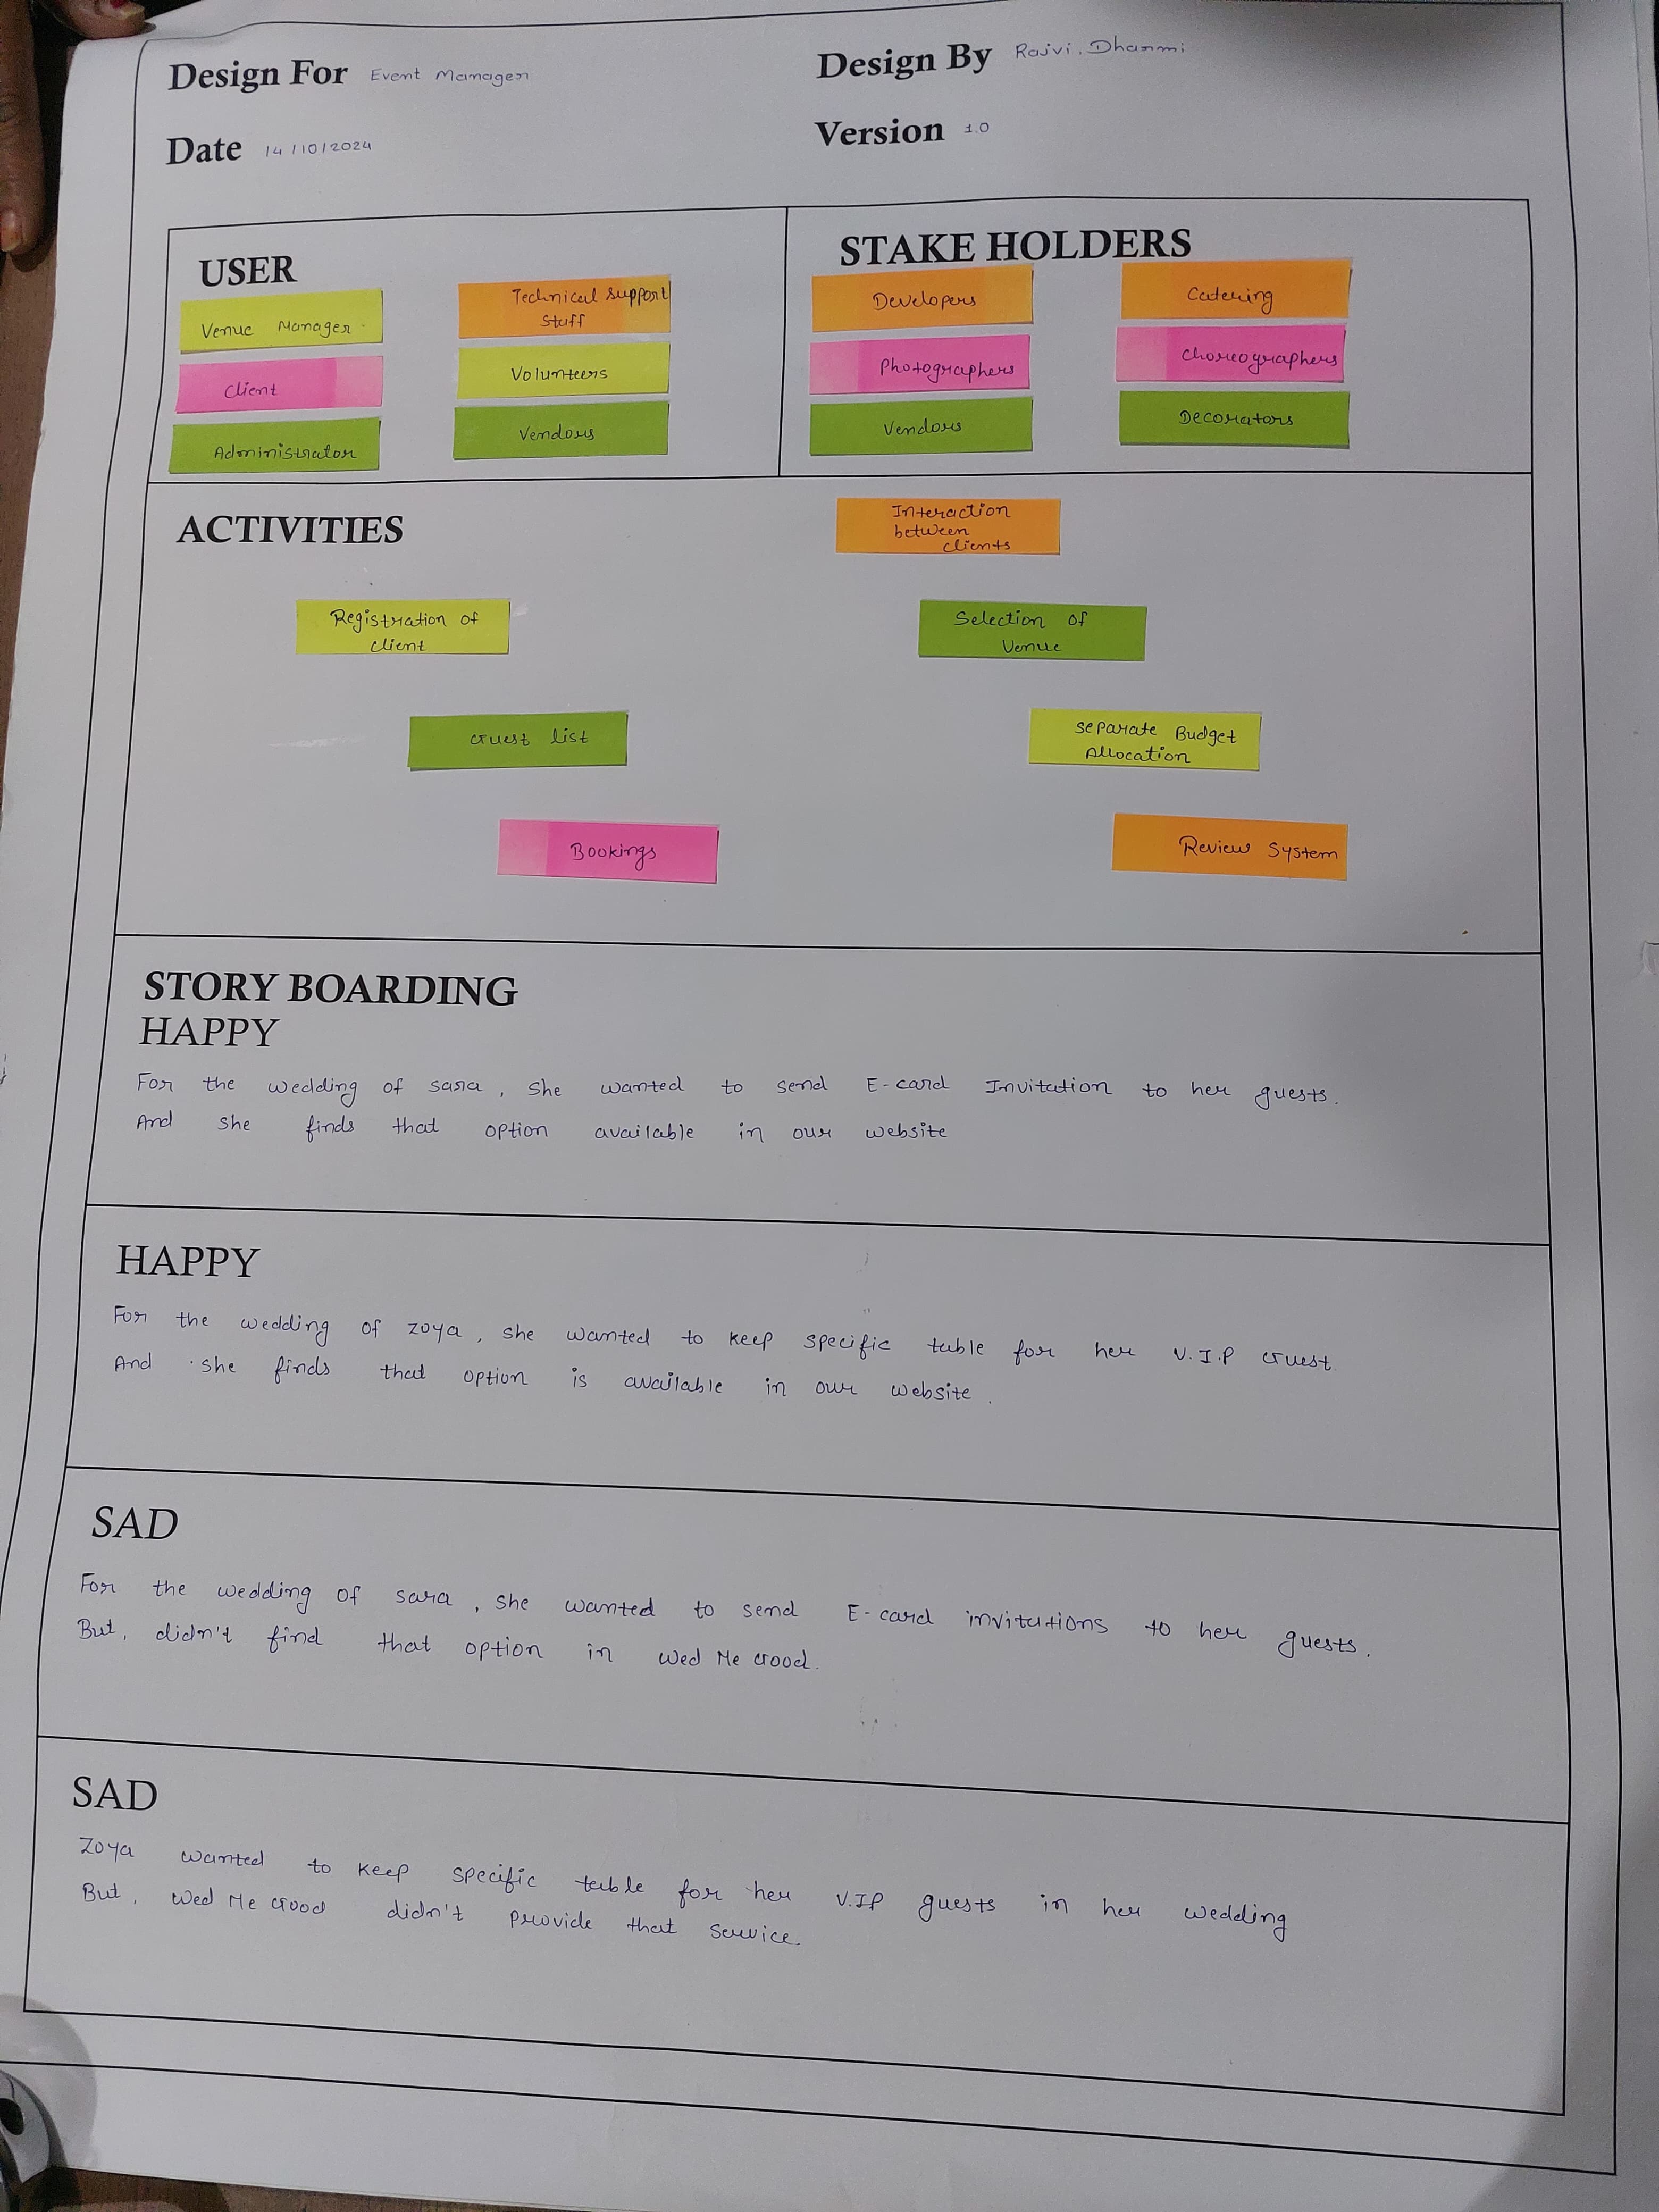 Design For Event Manager
Design By Rajvi. Dharmi
Date 14/10/2024
Version 1.0
USER
Venue Manager
Technical Support
Staff
Client
Volunteers
Administrator
Vendors
STAKE HOLDERS
Developers
Catering
Photographers
Choreographers
Vendors
Decorators
ACTIVITIES
Interaction
between
clients
Registration of
client
Selection of
Venue
Guest list
Separate Budget
Allocation
Bookings
Review System
STORY BOARDING
HAPPY
For the wedding of sara, she wanted to send E-card Invitation to her guests.
And she finds that option available in our website
HAPPY
For the wedding of zoya, she wanted to keep specific table for her V.I.P Guest
And she finds that option is available in our website.
SAD
For the wedding of sara, she wanted to send E-card invitations to her guests.
But, didn't find that option in Wed Me Good.
SAD
Zoya wanted to keep specific table for her V.IP guests in her wedding
But, Wed Me Good didn't provide that service.